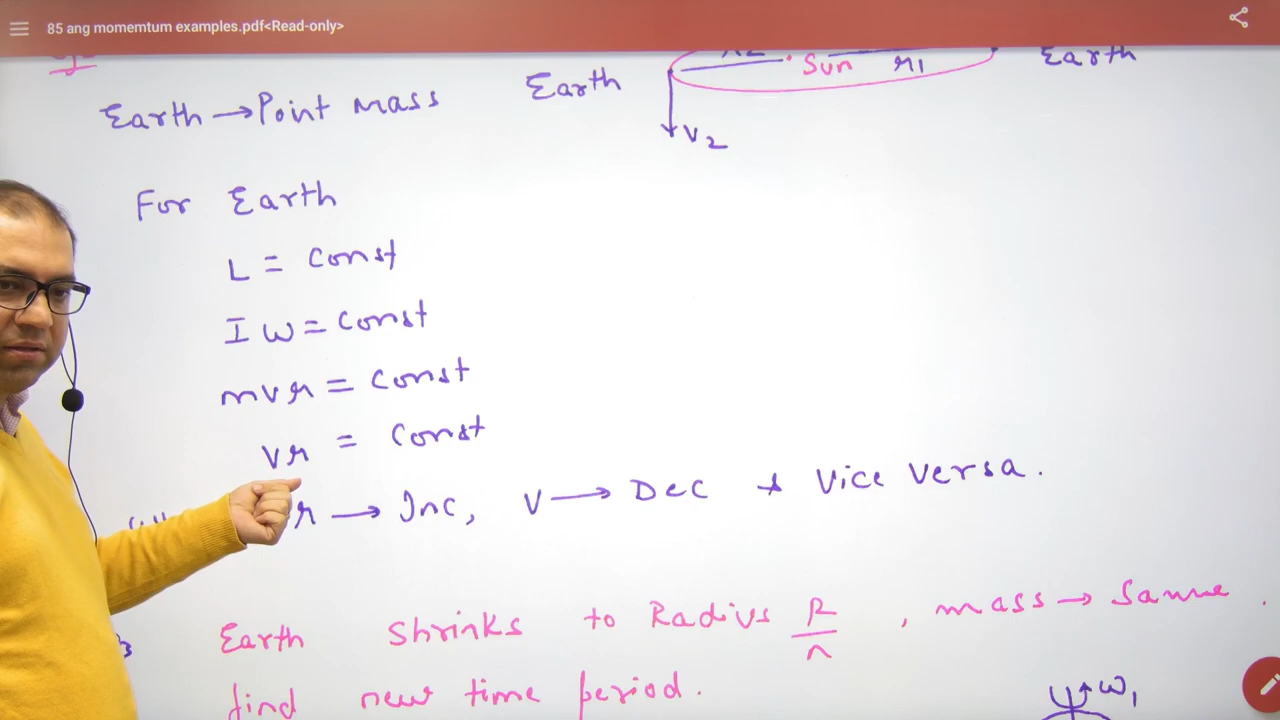 85 ang momemtum examples.pdf<Read-only>
Sun r1
Earth
Earth
Earth → Point mass
V2
For Earth
L = Const
I w = Const
mvr = Const
vr = Const
r → Inc, V → Dec & Vice Versa.
Earth Shrinks to Radius R/n, mass → Same.
find new time period.
ω1